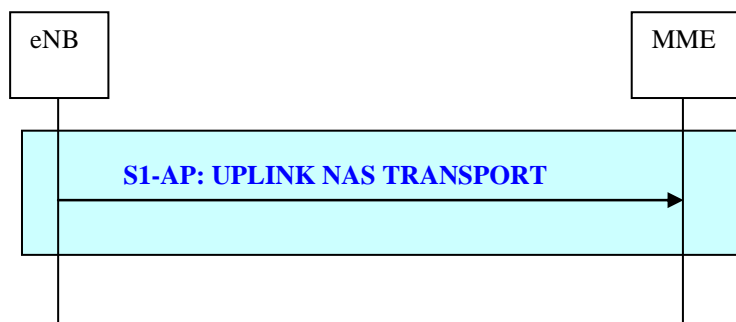 eNB
MME
S1-AP: UPLINK NAS TRANSPORT